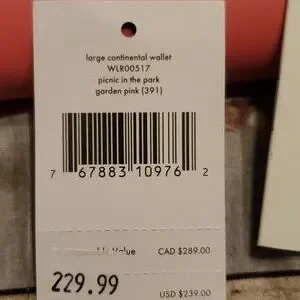 large continental wallet
WLR00517
picnic in the park
garden pink (391)
7 67883 10976 2
Value CAD $289.00
229.99
USD $239.00